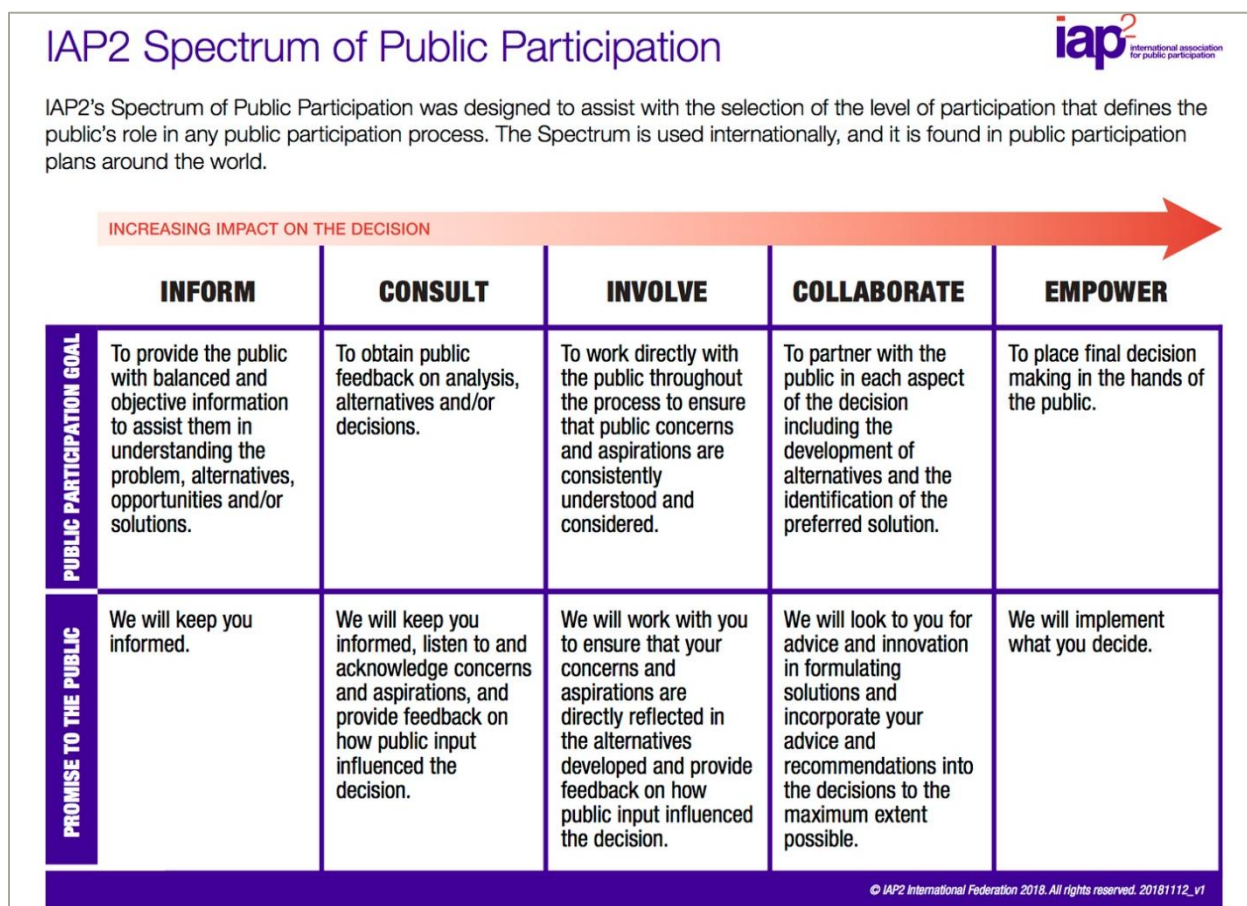 IAP2 Spectrum of Public Participation
iap2
international association
for public participation
IAP2's Spectrum of Public Participation was designed to assist with the selection of the level of participation that defines the
public's role in any public participation process. The Spectrum is used internationally, and it is found in public participation
plans around the world.
INCREASING IMPACT ON THE DECISION
INFORM
CONSULT
INVOLVE
COLLABORATE
EMPOWER
PUBLIC PARTICIPATION GOAL
To provide the public
with balanced and
objective information
to assist them in
understanding the
problem, alternatives,
opportunities and/or
solutions.
To obtain public
feedback on analysis,
alternatives and/or
decisions.
To work directly with
the public throughout
the process to ensure
that public concerns
and aspirations are
consistently
understood and
considered.
To partner with the
public in each aspect
of the decision
including the
development of
alternatives and the
identification of the
preferred solution.
To place final decision
making in the hands of
the public.
PROMISE TO THE PUBLIC
We will keep you
informed.
We will keep you
informed, listen to and
acknowledge concerns
and aspirations, and
provide feedback on
how public input
influenced the
decision.
We will work with you
to ensure that your
concerns and
aspirations are
directly reflected in
the alternatives
developed and provide
feedback on how
public input influenced
the decision.
We will look to you for
advice and innovation
in formulating
solutions and
incorporate your
advice and
recommendations into
the decisions to the
maximum extent
possible.
We will implement
what you decide.
© IAP2 International Federation 2018. All rights reserved. 20181112_v1